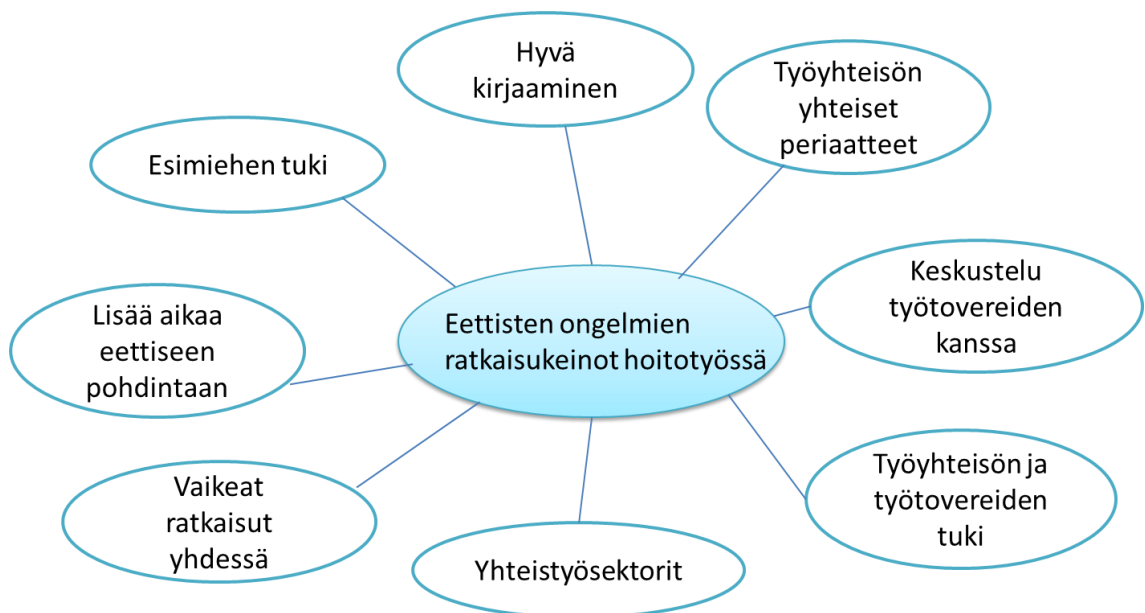 Hyvä
kirjaaminen
Työyhteisön
yhteiset
periaatteet
Esimiehen tuki
Keskustelu
työtovereiden
kanssa
Lisää aikaa
eettiseen
pohdintaan
Eettisten ongelmien
ratkaisukeinot hoitotyössä
Vaikeat
ratkaisut
yhdessä
Työyhteisön ja
työtovereiden
tuki
Yhteistyösektorit